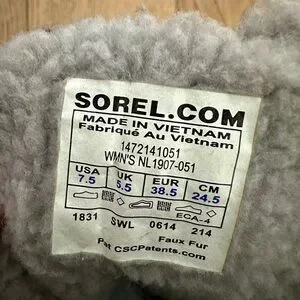 SOREL.COM
MADE IN VIETNAM
Fabriqué Au Vietnam
1472141051
WMN'S NL1907-051
USA UK EUR CM
7.5 5.5 38.5 24.5
ECA-4
1831 SWL 0614 214
Faux Fur
Pat CSCPatents.com